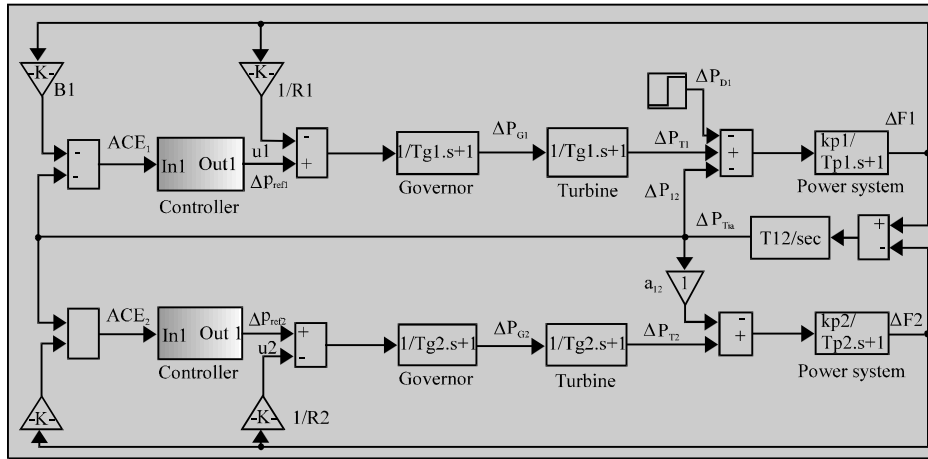 -K-
B1
-K-
1/R1
ΔP_D1
ΔF1
-
-
ACE₁
In1 Out1
Controller
u1
Δp_ref1
-
+
1/Tg1.s+1
Governor
ΔP_G1
1/Tg1.s+1
Turbine
ΔP_T1
ΔP_12
-
+
-
kp1/
Tp1.s+1
Power system
ΔP_Tia
T12/sec
+
-
a_12
1
ACE₂
In1 Out 1
Controller
Δp_ref2
u2
+
-
1/Tg2.s+1
Governor
ΔP_G2
1/Tg2.s+1
Turbine
ΔP_T2
-
+
kp2/
Tp2.s+1
Power system
ΔF2
-K-
-K-
1/R2